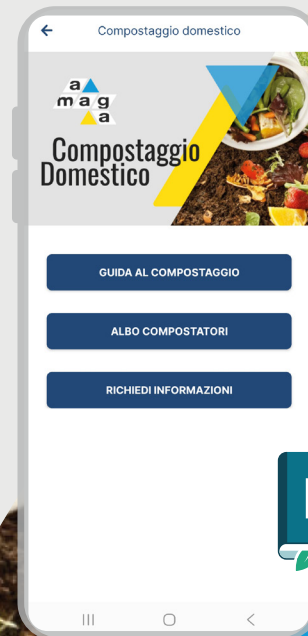 Compostaggio domestico
a
m a g
a
Compostaggio
Domestico
GUIDA AL COMPOSTAGGIO
ALBO COMPOSTATORI
RICHIEDI INFORMAZIONI